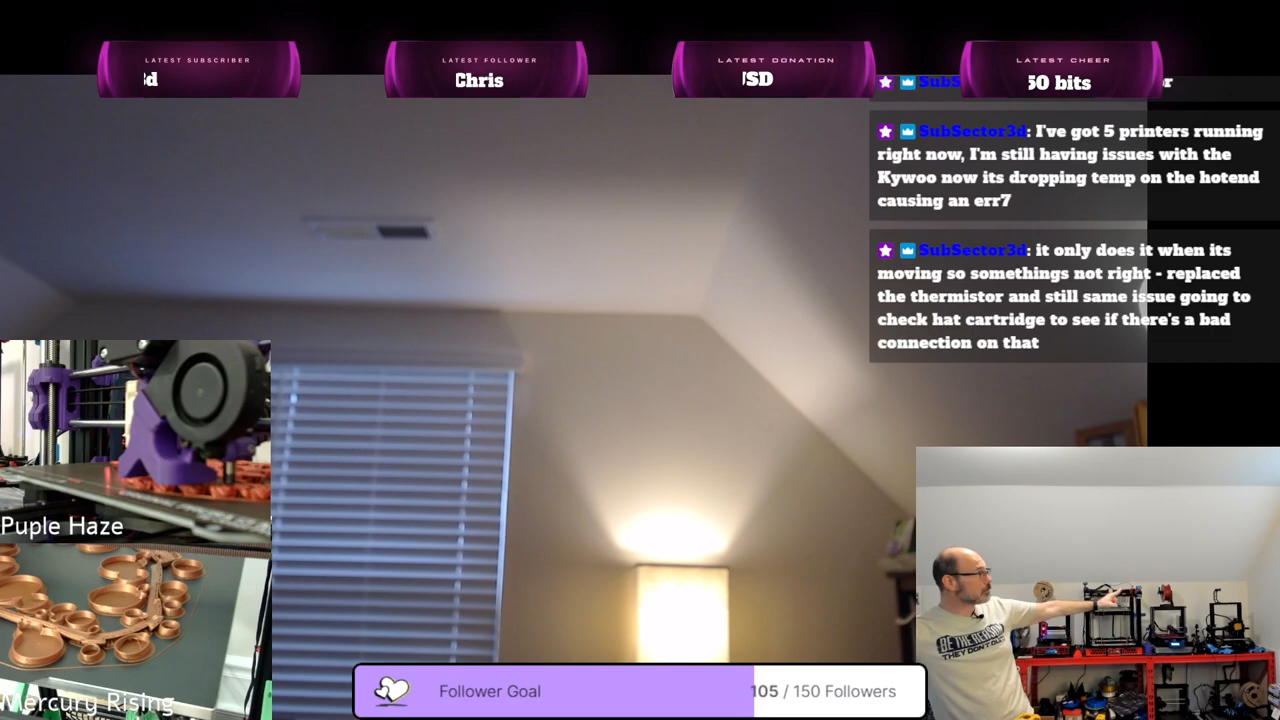 LATEST SUBSCRIBER
LATEST FOLLOWER
Chris
LATEST DONATION
LATEST CHEER
50 bits
SubSector3d: I've got 5 printers running
right now, I'm still having issues with the
Kywoo now its dropping temp on the hotend
causing an err7
SubSector3d: it only does it when its
moving so somethings not right - replaced
the thermistor and still same issue going to
check hat cartridge to see if there's a bad
connection on that
Puple Haze
Mercury Rising
BE THE REASON
THEY DON'T
Follower Goal
105 / 150 Followers